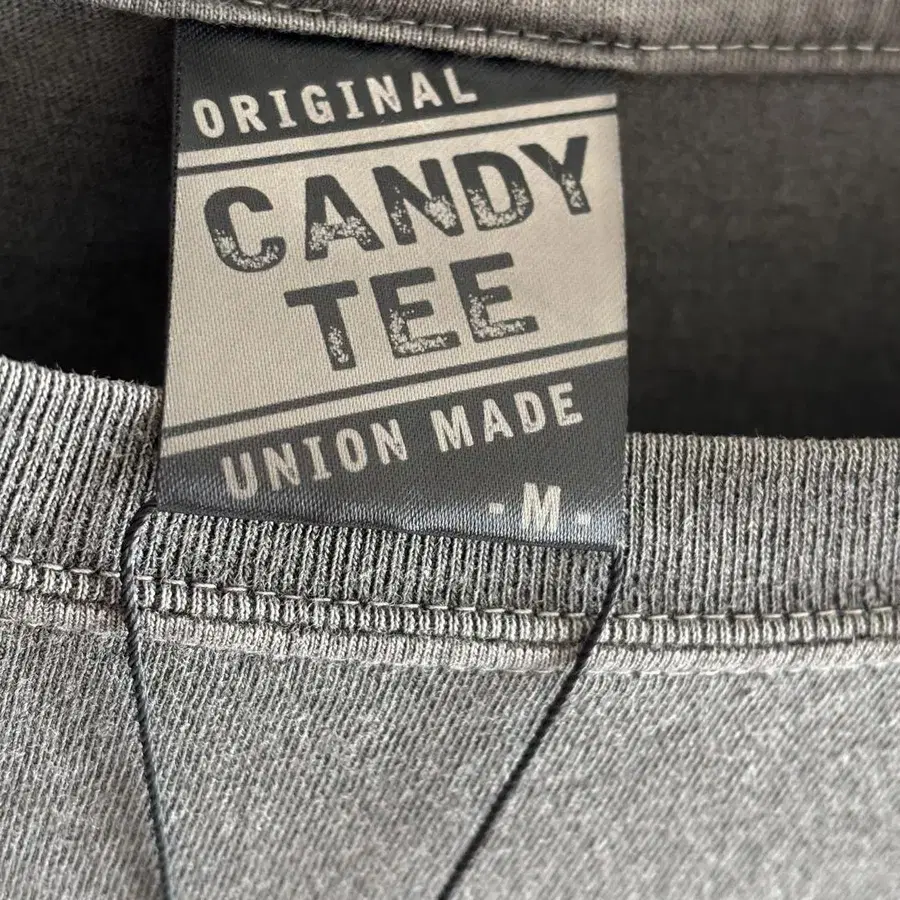 ORIGINAL
CANDY
TEE
UNION MADE
- M -